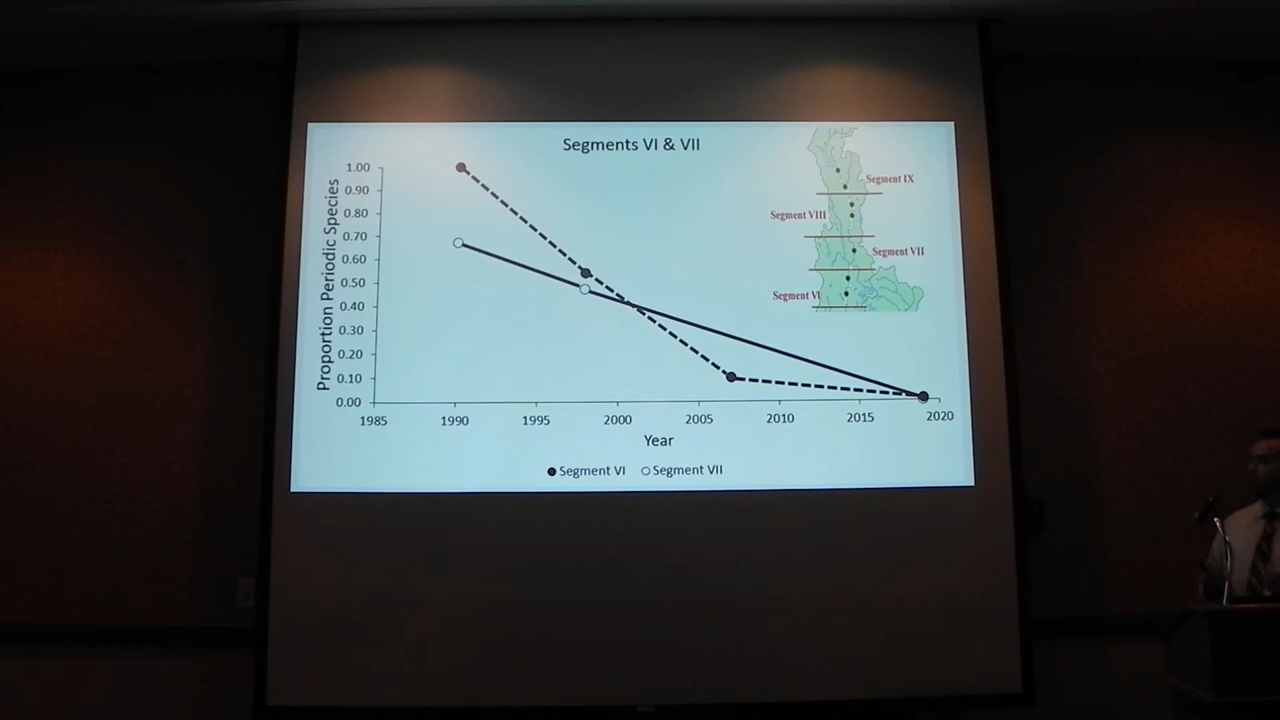 Segments VI & VII
Proportion Periodic Species
1.00
0.90
0.80
0.70
0.60
0.50
0.40
0.30
0.20
0.10
0.00
1985 1990 1995 2000 2005 2010 2015 2020
Year
Segment VI Segment VII
Segment IX
Segment VIII
Segment VII
Segment VI